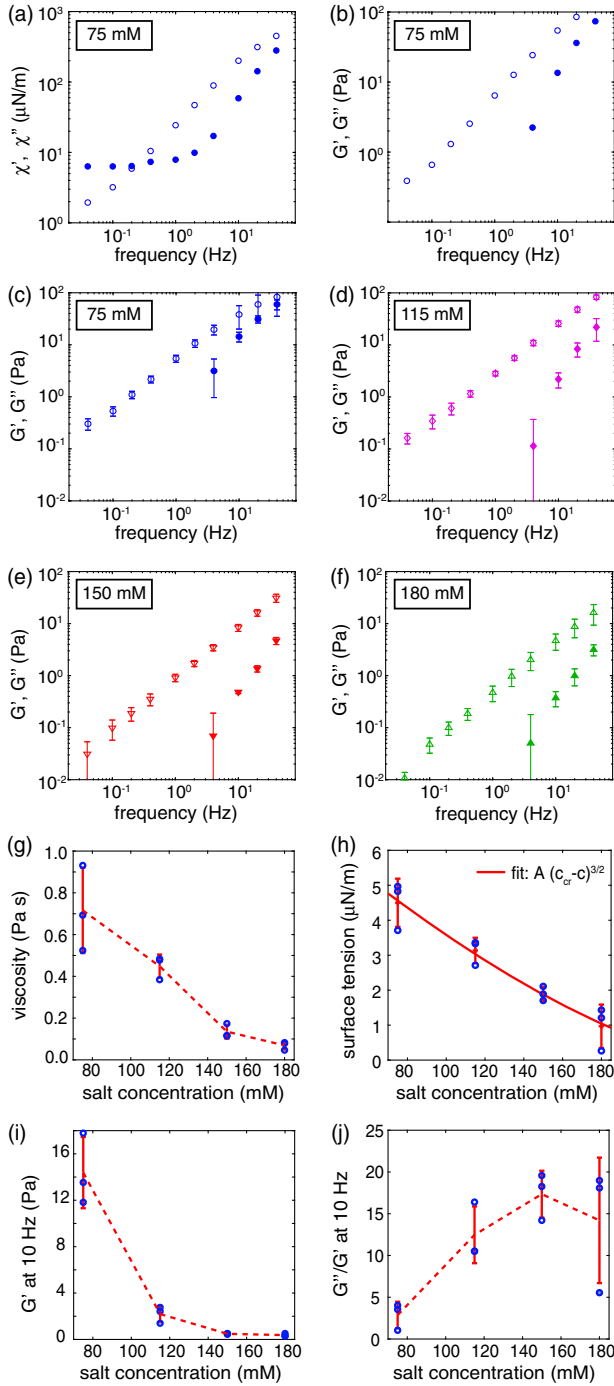 (a)
75 mM
χ', χ'' (μN/m)
10³
10²
10¹
10⁰
10⁻¹ 10⁰ 10¹
frequency (Hz)
(b)
75 mM
G', G'' (Pa)
10²
10¹
10⁰
10⁻¹ 10⁰ 10¹
frequency (Hz)
(c)
75 mM
G', G'' (Pa)
10²
10¹
10⁰
10⁻¹
10⁻²
10⁻¹ 10⁰ 10¹
frequency (Hz)
(d)
115 mM
G', G'' (Pa)
10²
10¹
10⁰
10⁻¹
10⁻²
10⁻¹ 10⁰ 10¹
frequency (Hz)
(e)
150 mM
G', G'' (Pa)
10²
10¹
10⁰
10⁻¹
10⁻²
10⁻¹ 10⁰ 10¹
frequency (Hz)
(f)
180 mM
G', G'' (Pa)
10²
10¹
10⁰
10⁻¹
10⁻²
10⁻¹ 10⁰ 10¹
frequency (Hz)
(g)
viscosity (Pa s)
1.0
0.8
0.6
0.4
0.2
0.0
80 100 120 140 160 180
salt concentration (mM)
(h)
fit: A (c_cr-c)^3/2
surface tension (μN/m)
6
5
4
3
2
1
0
80 100 120 140 160 180
salt concentration (mM)
(i)
G' at 10 Hz (Pa)
16
12
8
4
0
80 100 120 140 160 180
salt concentration (mM)
(j)
G''/G' at 10 Hz
25
20
15
10
5
0
80 100 120 140 160 180
salt concentration (mM)